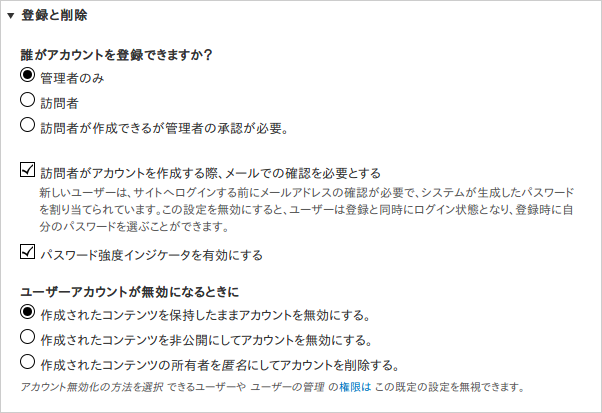 登録と削除
誰がアカウントを登録できますか?
管理者のみ
訪問者
訪問者が作成できるが管理者の承認が必要。
訪問者がアカウントを作成する際、メールでの確認を必要とする
新しいユーザーは、サイトへログインする前にメールアドレスの確認が必要で、システムが生成したパスワード
を割り当てられています。この設定を無効にすると、ユーザーは登録と同時にログイン状態となり、登録時に自
分のパスワードを選ぶことができます。
パスワード強度インジケータを有効にする
ユーザーアカウントが無効になるときに
作成されたコンテンツを保持したままアカウントを無効にする。
作成されたコンテンツを非公開にしてアカウントを無効にする。
作成されたコンテンツの所有者を匿名にしてアカウントを削除する。
アカウント無効化の方法を選択 できるユーザーや ユーザーの管理 の権限は この既定の設定を無視できます。